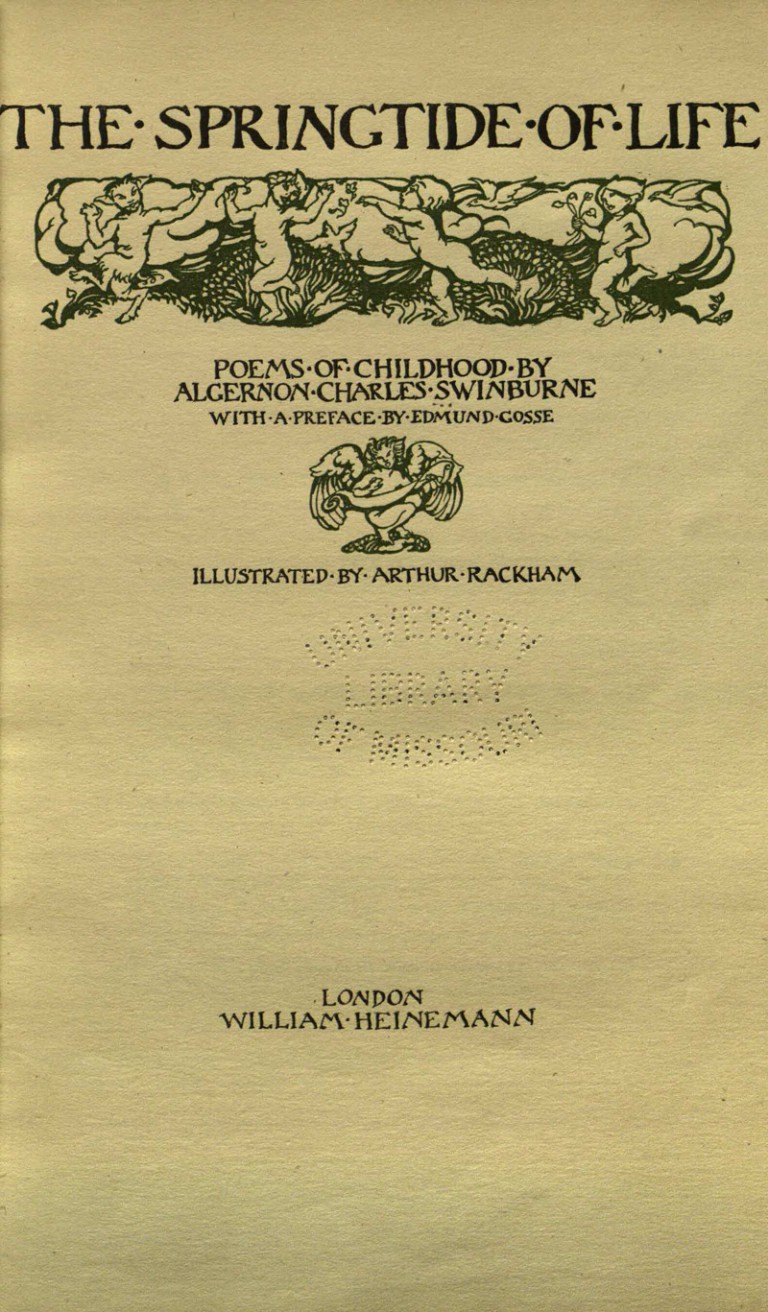 THE·SPRINGTIDE·OF·LIFE
POEMS·OF·CHILDHOOD·BY
ALGERNON·CHARLES·SWINBURNE
WITH·A·PREFACE·BY·EDMUND·GOSSE
ILLUSTRATED·BY·ARTHUR·RACKHAM
UNIVERSITY
LIBRARY
OF MISSOURI
LONDON
WILLIAM·HEINEMANN